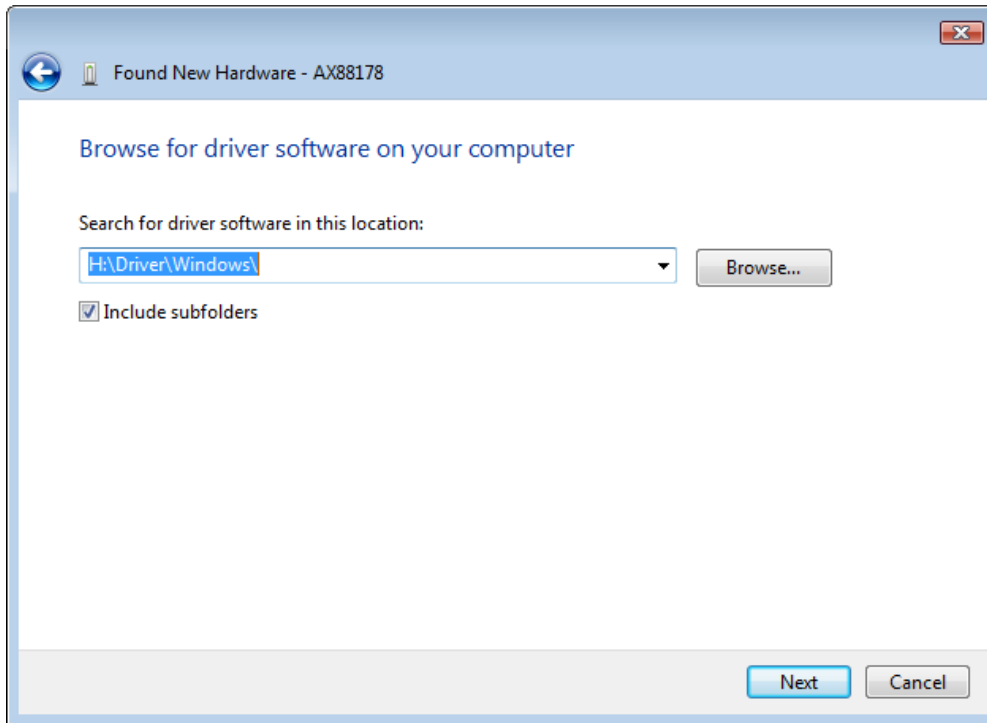 Found New Hardware - AX88178
Browse for driver software on your computer
Search for driver software in this location:
H:\Driver\Windows\
Browse...
Include subfolders
Next
Cancel